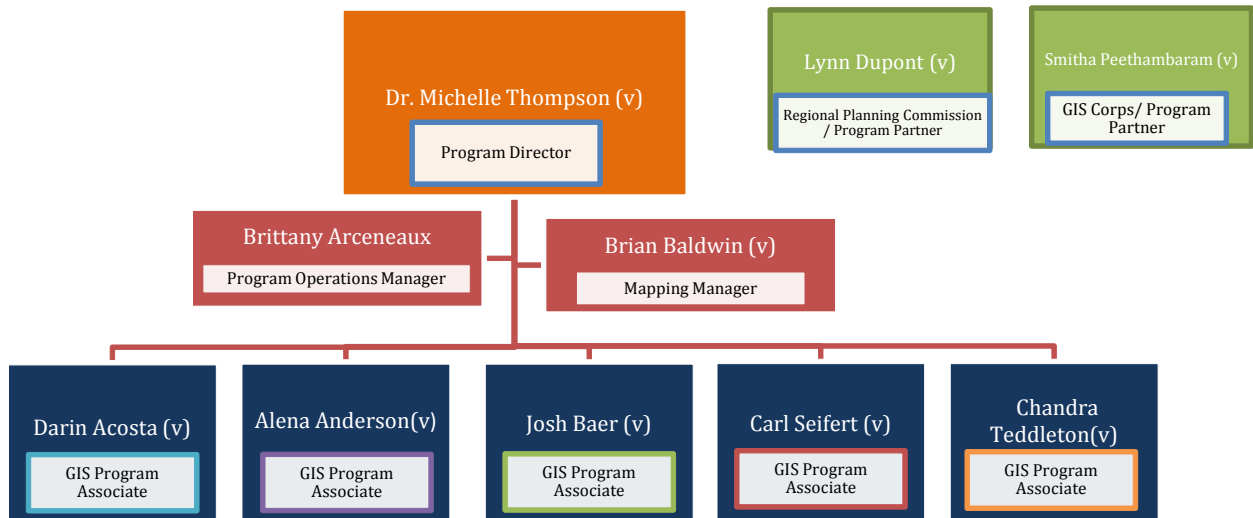 Dr. Michelle Thompson (v)
Program Director
Lynn Dupont (v)
Regional Planning Commission
/ Program Partner
Smitha Peethambaram (v)
GIS Corps/ Program
Partner
Brittany Arceneaux
Program Operations Manager
Brian Baldwin (v)
Mapping Manager
Darin Acosta (v)
GIS Program
Associate
Alena Anderson(v)
GIS Program
Associate
Josh Baer (v)
GIS Program
Associate
Carl Seifert (v)
GIS Program
Associate
Chandra
Teddleton(v)
GIS Program
Associate